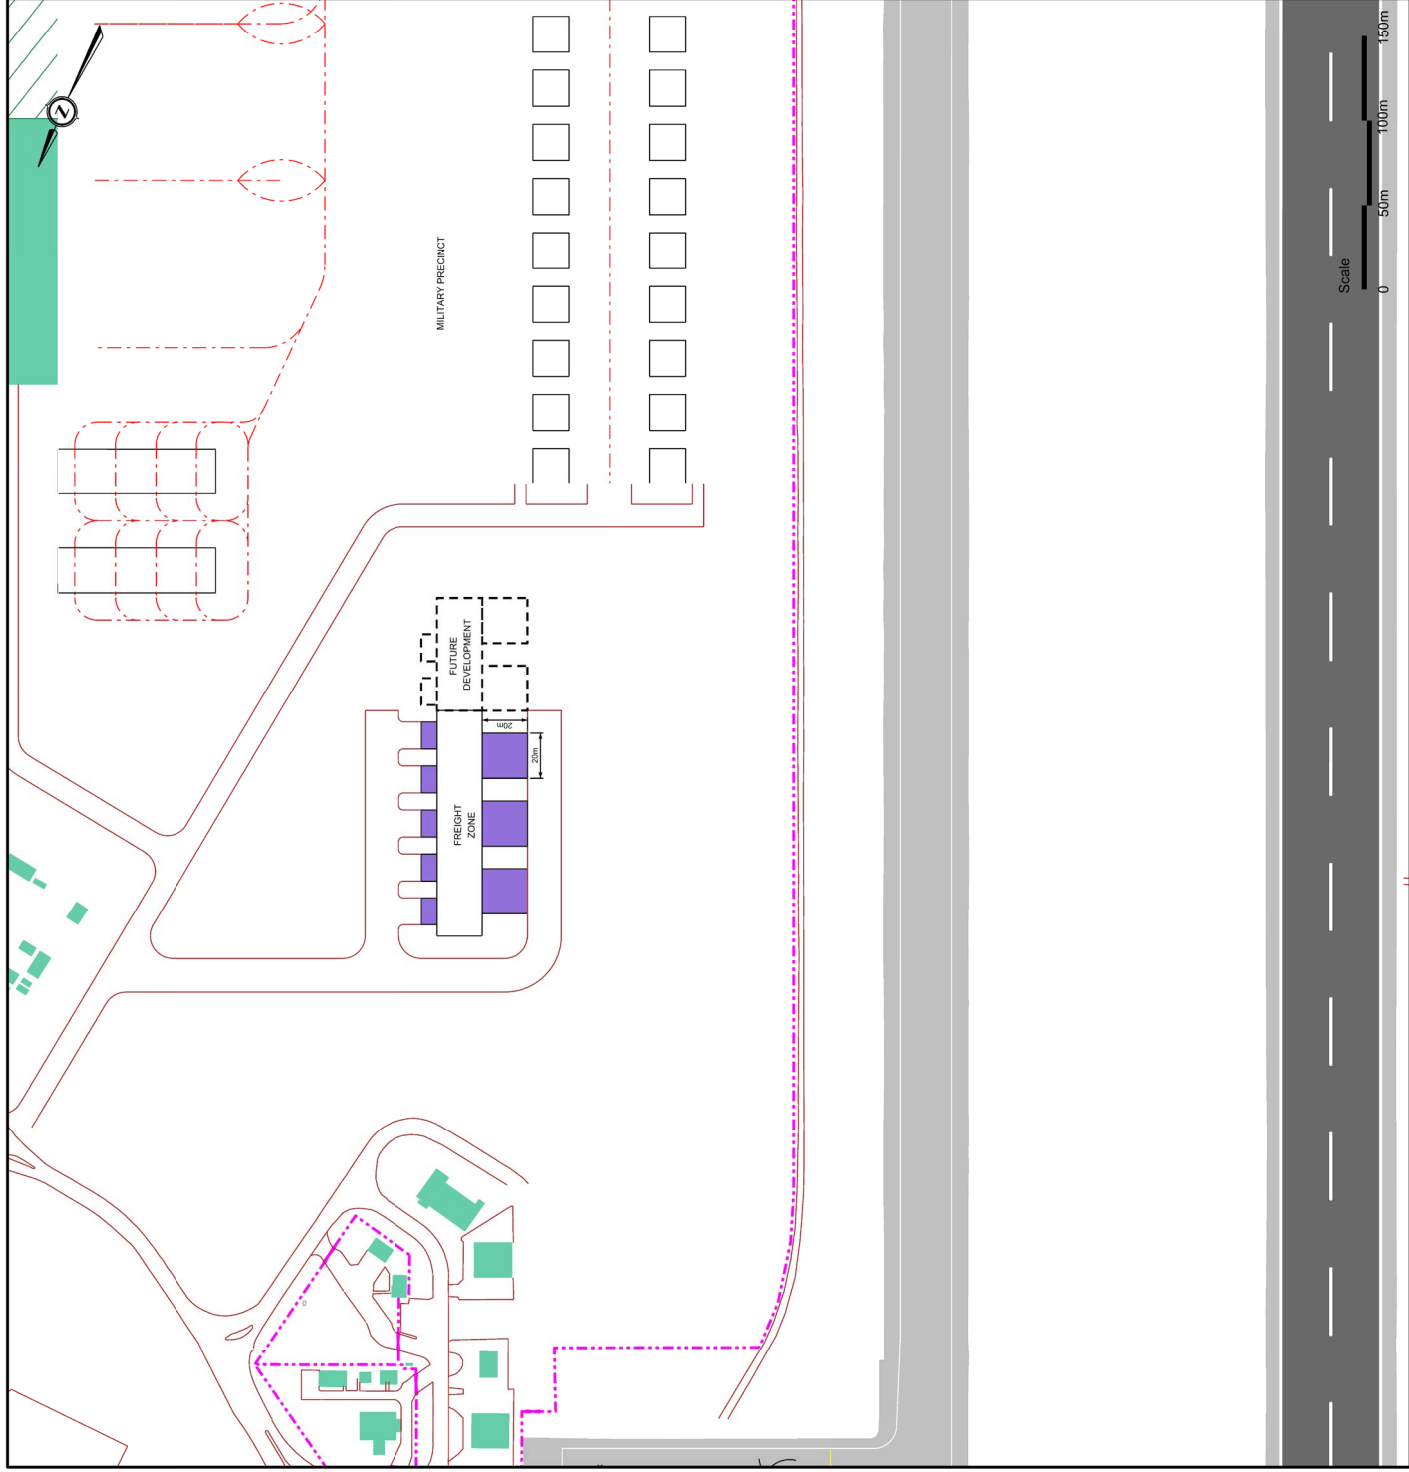 N
MILITARY PRECINCT
FUTURE
DEVELOPMENT
20m
20m
FREIGHT
ZONE
Scale
0
50m
100m
150m